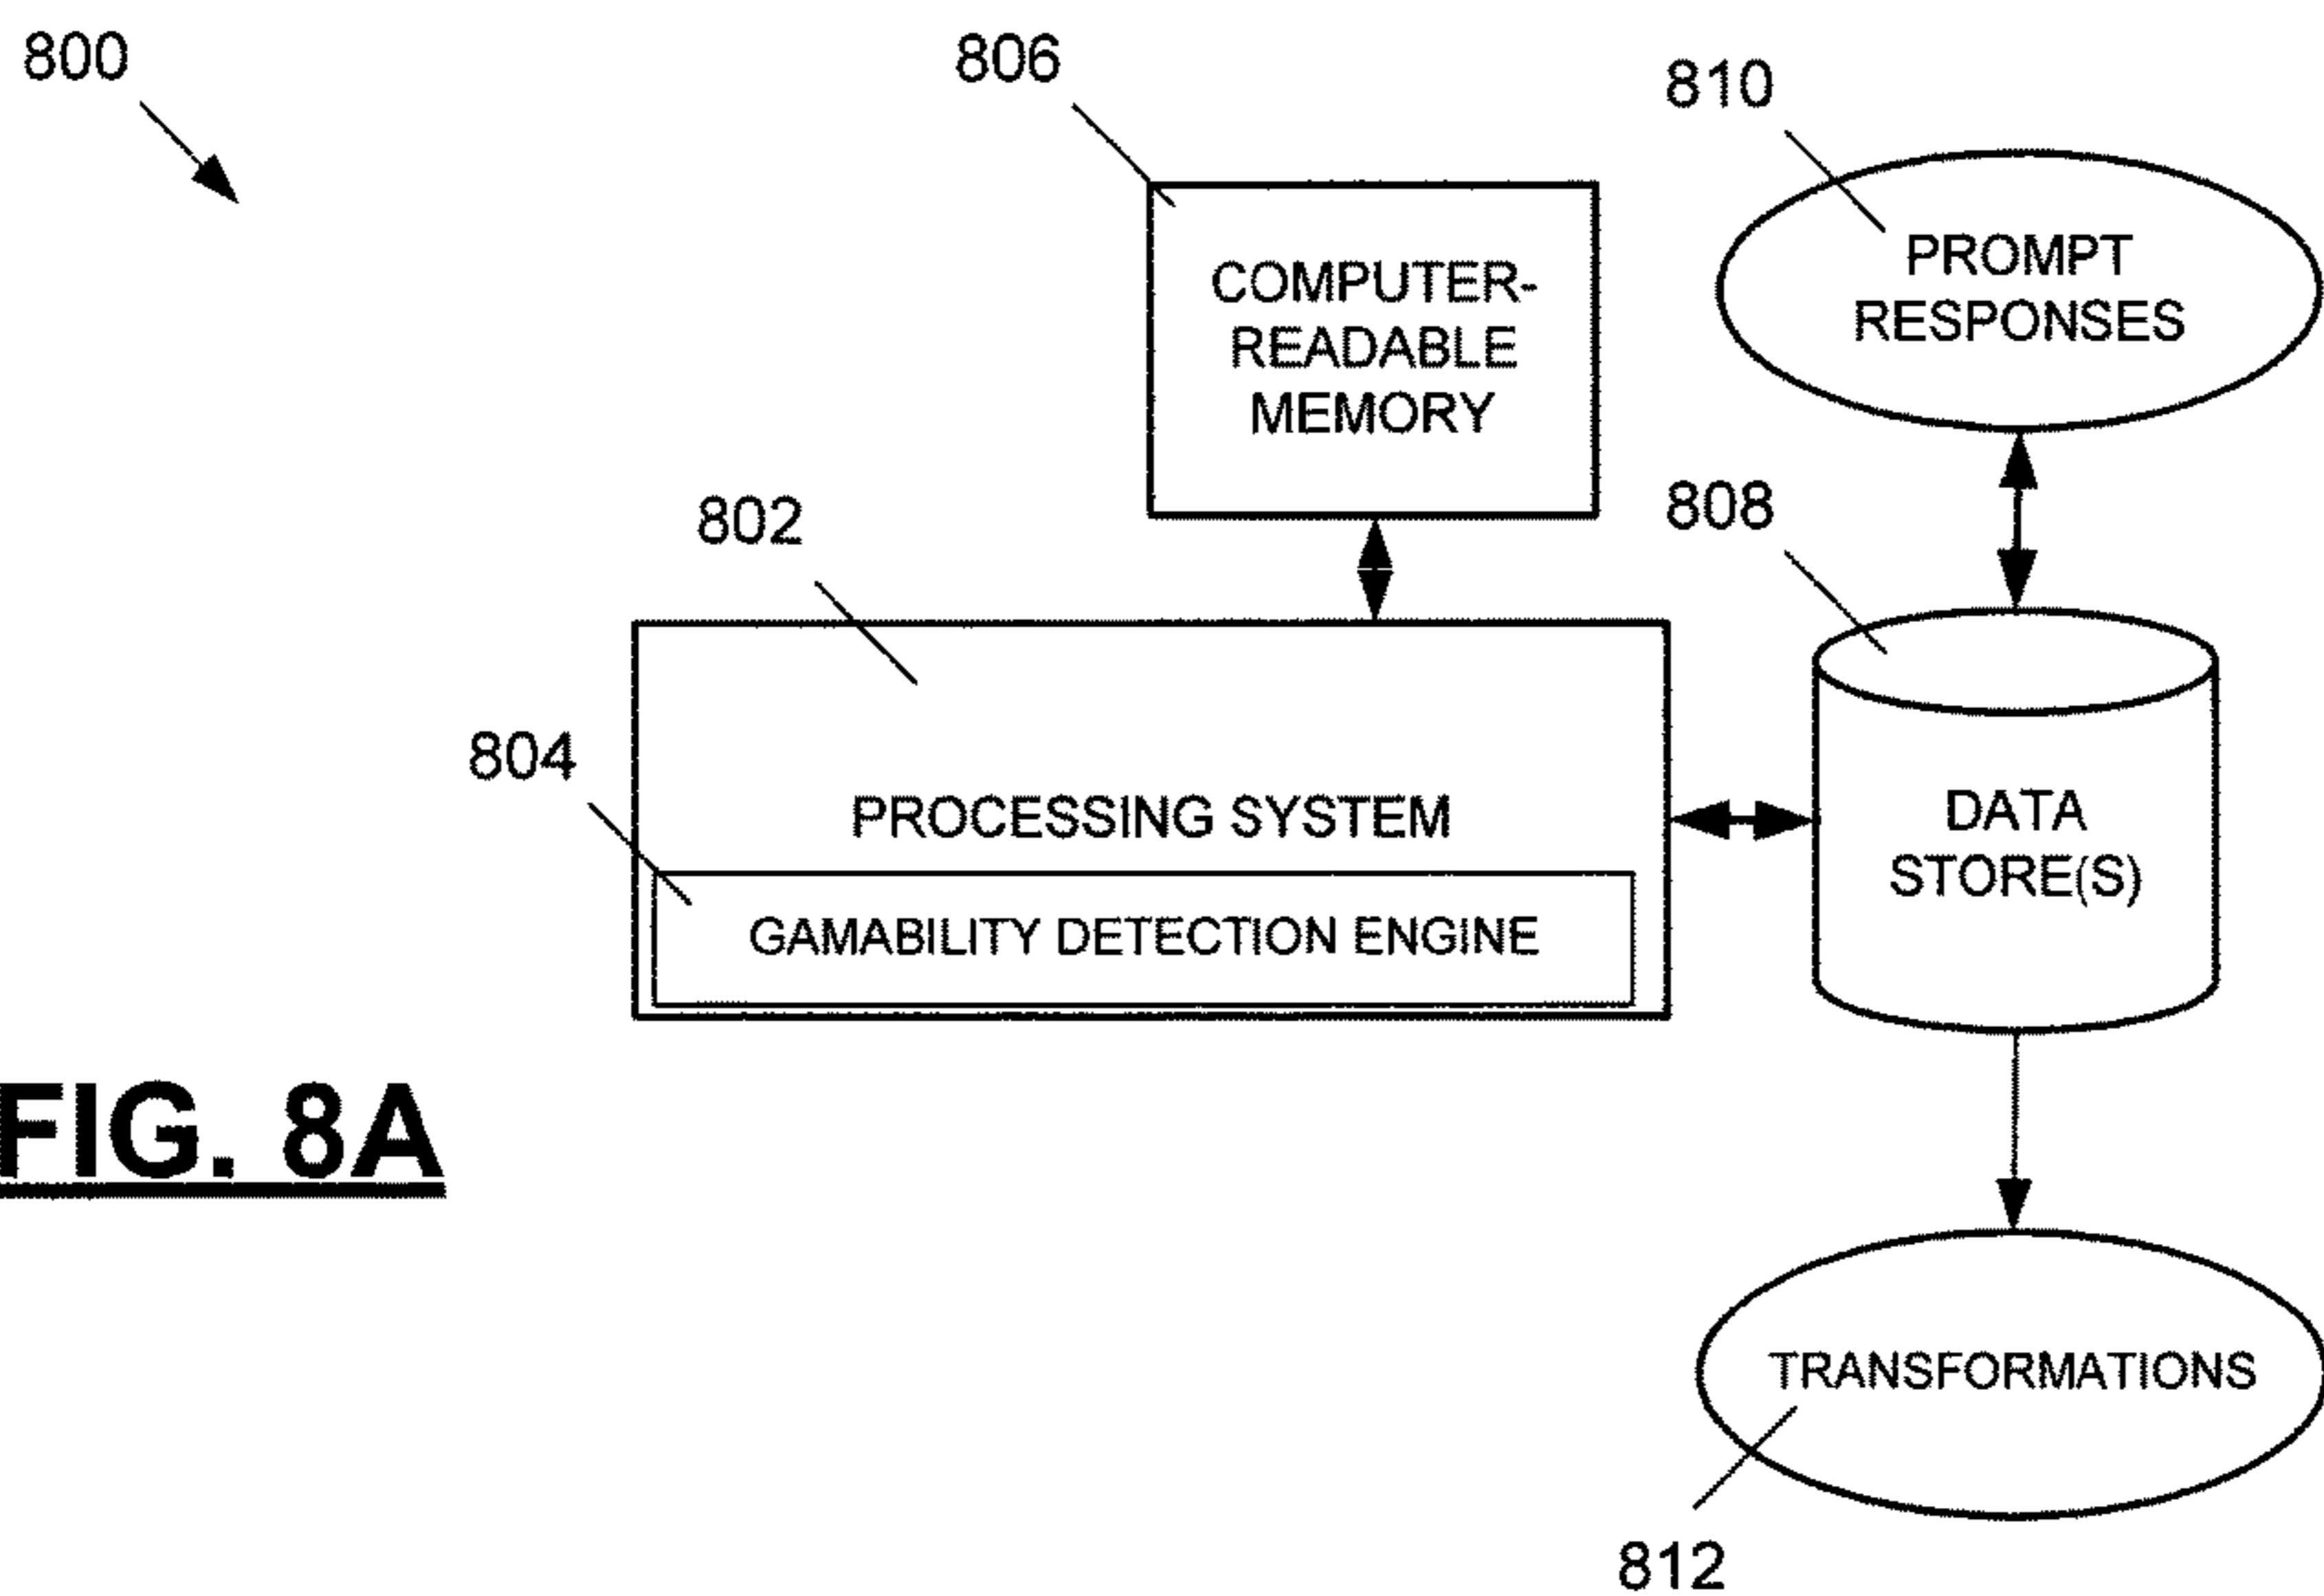 800
806
810
COMPUTER-
READABLE
MEMORY
PROMPT
RESPONSES
802
808
804
PROCESSING SYSTEM
GAMABILITY DETECTION ENGINE
DATA
STORE(S)
FIG. 8A
TRANSFORMATIONS
812